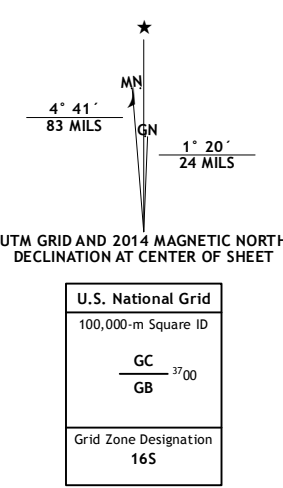 ★
MN
4° 41´
83 MILS
GN
1° 20´
24 MILS
UTM GRID AND 2014 MAGNETIC NORTH
DECLINATION AT CENTER OF SHEET
U.S. National Grid
100,000-m Square ID
GC
3700
GB
Grid Zone Designation
16S